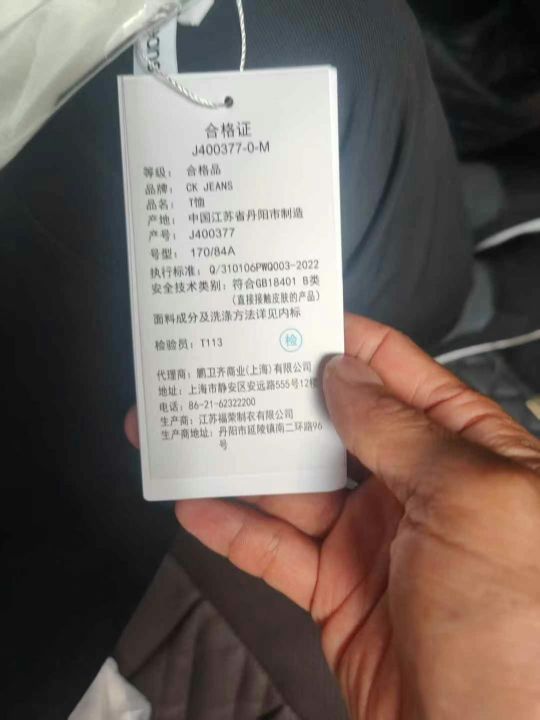 合格证
J400377-0-M
等级： 合格品
品牌： CK JEANS
品名： T恤
产地： 中国江苏省丹阳市制造
产号： J400377
号型： 170/84A
执行标准： Q/310106PWQ003-2022
安全技术类别： 符合GB18401 B类
(直接接触皮肤的产品)
面料成分及洗涤方法详见内标
检验员： T113
检
代理商： 鹏卫齐商业(上海)有限公司
地址： 上海市静安区安远路555号12楼
电话： 86-21-62322200
生产商： 江苏福荣制衣有限公司
生产商地址： 丹阳市延陵镇南二环路96
号